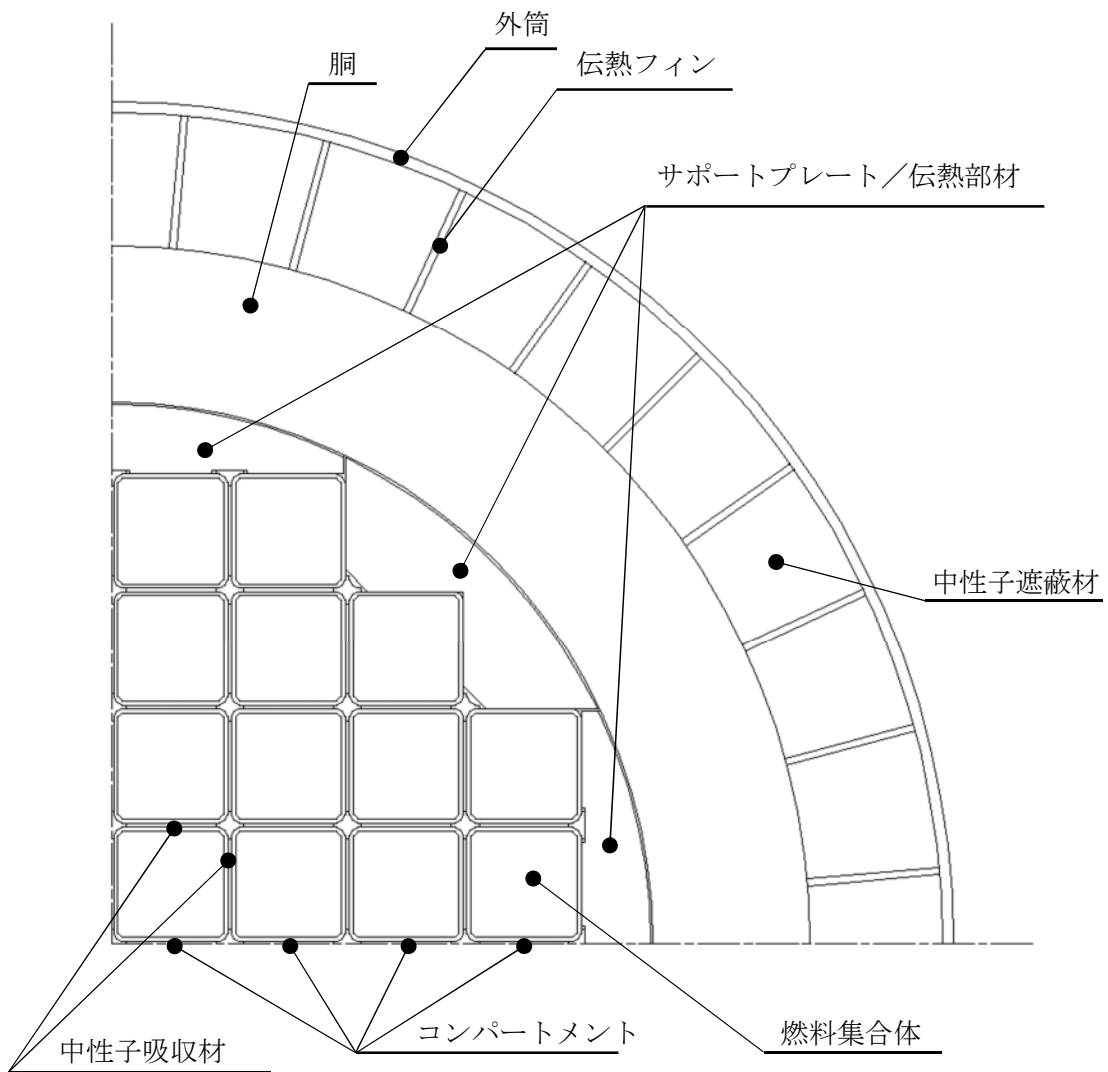 外筒
胴
伝熱フィン
サポートプレート／伝熱部材
中性子遮蔽材
中性子吸収材
コンパートメント
燃料集合体